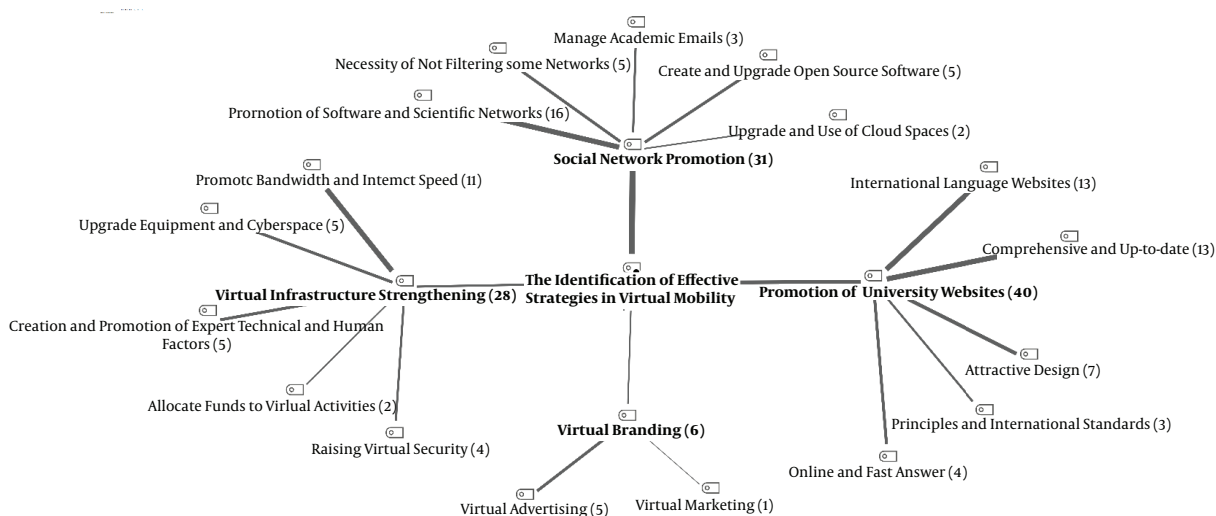 Manage Academic Emails (3)
Necessity of Not Filtering some Networks (5)
Create and Upgrade Open Source Software (5)
Prornotion of Software and Scientific Networks (16)
Upgrade and Use of Cloud Spaces (2)
Social Network Promotion (31)
Promotc Bandwidth and Intemct Speed (11)
International Language Websites (13)
Upgrade Equipment and Cyberspace (5)
Comprehensive and Up-to-date (13)
The Identification of Effective
Strategies in Virtual Mobility
Virtual Infrastructure Strengthening (28)
Promotion of University Websites (40)
Creation and Promotion of Expert Technical and Human
Factors (5)
Attractive Design (7)
Allocate Funds to Virlual Activities (2)
Principles and International Standards (3)
Virtual Branding (6)
Raising Virtual Security (4)
Online and Fast Answer (4)
Virtual Advertising (5)
Virtual Marketing (1)